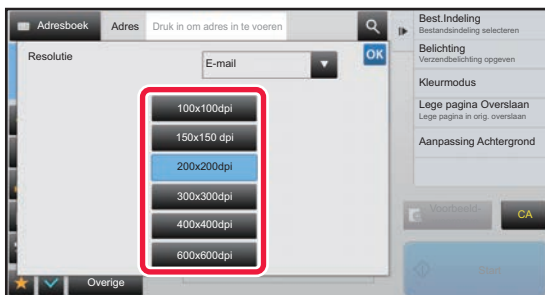 Adresboek
Adres
Druk in om adres in te voeren
Resolutie
E-mail
OK
100x100dpi
150x150 dpi
200x200dpi
300x300dpi
400x400dpi
600x600dpi
Overige
Best.Indeling
Bestandsindeling selecteren
Belichting
Verzendbelichting opgeven
Kleurmodus
Lege pagina Overslaan
Lege pagina in orig. overslaan
Aanpassing Achtergrond
Voorbeeld-
CA
Start